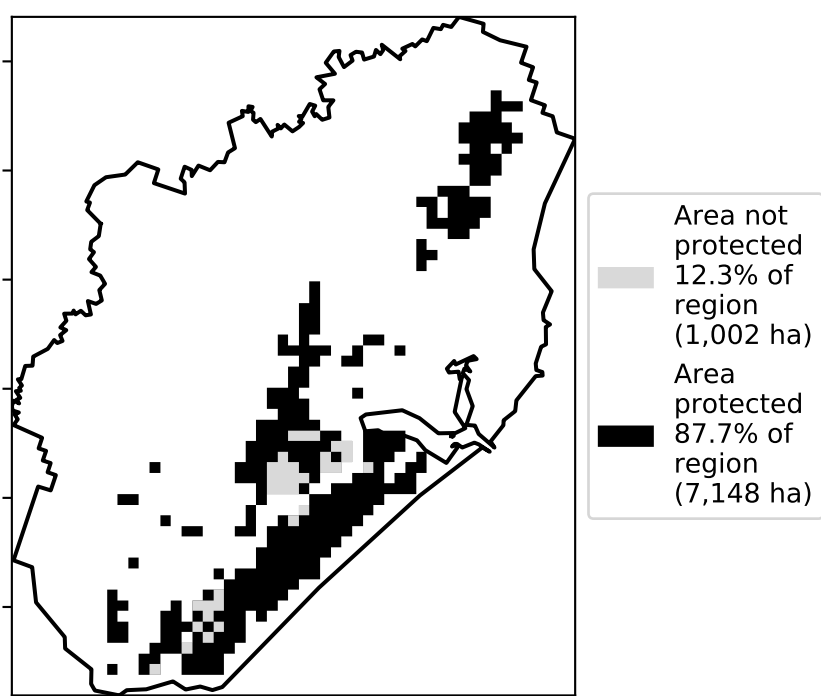 Area not
protected
12.3% of
region
(1,002 ha)
Area
protected
87.7% of
region
(7,148 ha)